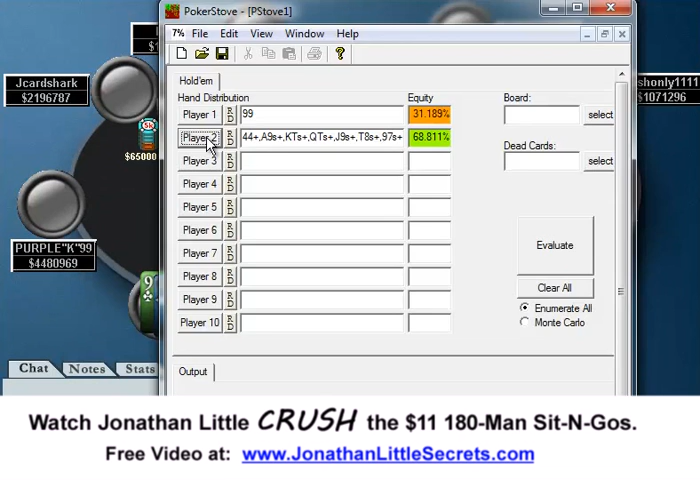 PokerStove - [PStove1]
7% File Edit View Window Help
Jcardshark
$2196787
5k
$65000
shonly1111
$1071296
PURPLE"K"99
$4480969
9
Chat Notes Stats
Hold'em
Hand Distribution Equity
Player 1 R D 99 31.189%
Player 2 R D 44+,A9s+,KTs+,QTs+,J9s+,T8s+,97s+ 68.811%
Player 3 R D
Player 4 R D
Player 5 R D
Player 6 R D
Player 7 R D
Player 8 R D
Player 9 R D
Player 10 R D
Board:
select
Dead Cards:
select
Evaluate
Clear All
Enumerate All
Monte Carlo
Output
Watch Jonathan Little CRUSH the $11 180-Man Sit-N-Gos.
Free Video at: www.JonathanLittleSecrets.com